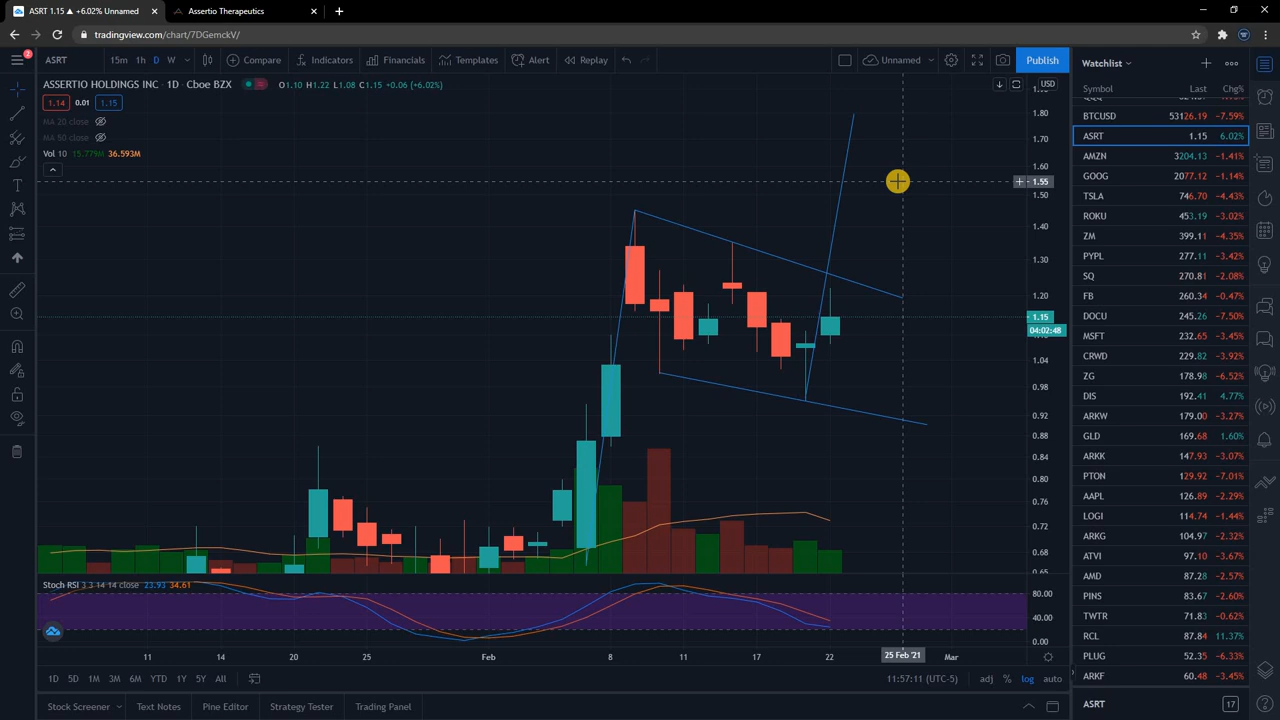 ASRT 1.15 ▲ +6.02% Unnamed
Assertio Therapeutics
tradingview.com/chart/7DGemckV/
2
ASRT 15m 1h D W Compare Indicators Financials Templates Alert Replay Unnamed Publish
ASSERTIO HOLDINGS INC · 1D · Cboe BZX O1.10 H1.22 L1.08 C1.15 +0.06 (+6.02%)
1.14 0.01 1.15
MA 20 close
MA 50 close
Vol 10 15.779M 36.593M
USD
1.80
1.70
1.60
1.55
1.50
1.40
1.30
1.20
1.15
04:02:48
1.04
0.98
0.92
0.88
0.84
0.80
0.76
0.72
0.68
0.65
Stoch RSI 3 3 14 14 close 23.93 34.61
80.00
40.00
0.00
11 14 20 25 Feb 8 11 17 22 25 Feb '21 Mar
1D 5D 1M 3M 6M YTD 1Y 5Y All 11:57:11 (UTC-5) adj % log auto
Stock Screener Text Notes Pine Editor Strategy Tester Trading Panel
Watchlist
Symbol Last Chg%
BTCUSD 53126.19 -7.59%
ASRT 1.15 6.02%
AMZN 3204.13 -1.41%
GOOG 2077.12 -1.14%
TSLA 746.70 -4.43%
ROKU 453.19 -3.02%
ZM 399.11 -4.35%
PYPL 277.11 -3.42%
SQ 270.81 -2.08%
FB 260.34 -0.47%
DOCU 245.26 -7.50%
MSFT 232.65 -3.45%
CRWD 229.82 -3.92%
ZG 178.98 -6.52%
DIS 192.41 4.77%
ARKW 179.00 -3.27%
GLD 169.68 1.60%
ARKK 147.93 -3.07%
PTON 129.92 -7.01%
AAPL 126.89 -2.29%
LOGI 114.74 -1.44%
ARKG 104.97 -2.32%
ATVI 97.10 -3.67%
AMD 87.28 -2.57%
PINS 83.67 -2.60%
TWTR 71.83 -0.62%
RCL 87.84 11.37%
PLUG 52.35 -6.33%
ARKF 60.48 -3.45%
ASRT 17